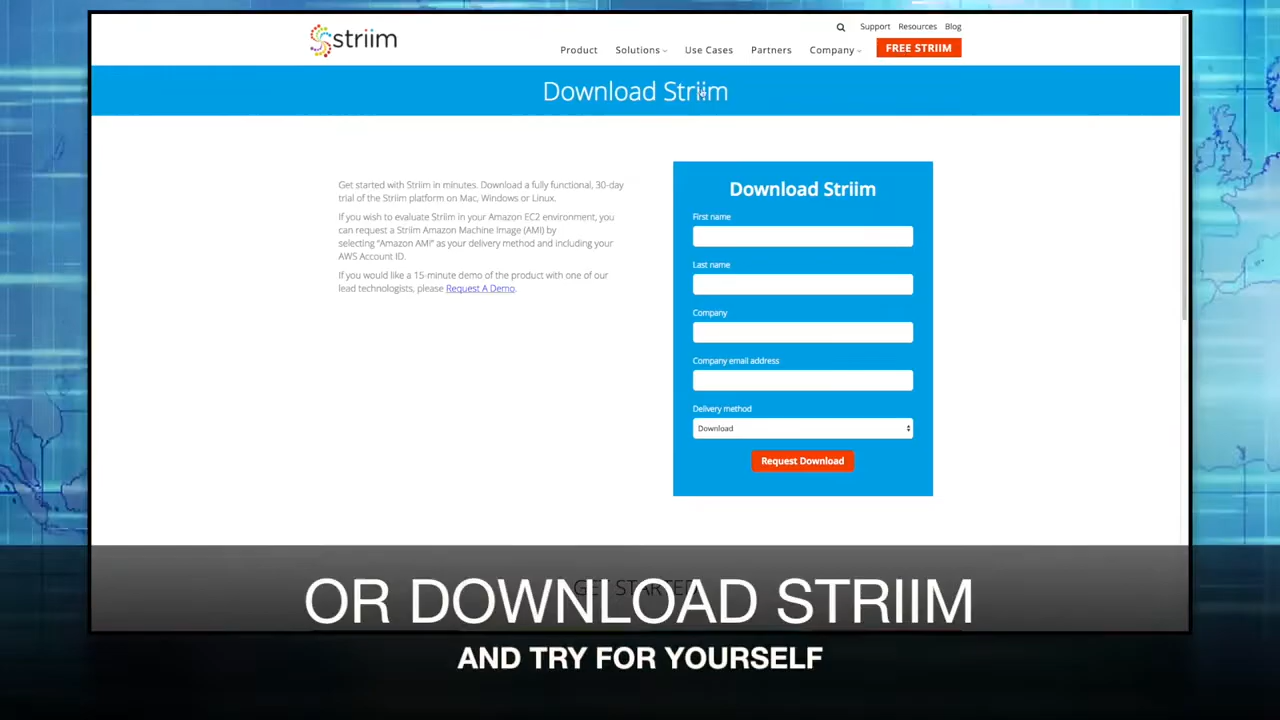 striim
Support Resources Blog
Product Solutions Use Cases Partners Company FREE STRIIM
Download Striim
Get started with Striim in minutes. Download a fully functional, 30-day
trial of the Striim platform on Mac, Windows or Linux.
If you wish to evaluate Striim in your Amazon EC2 environment, you
can request a Striim Amazon Machine Image (AMI) by
selecting "Amazon AMI" as your delivery method and including your
AWS Account ID.
If you would like a 15-minute demo of the product with one of our
lead technologists, please Request A Demo.
Download Striim
First name
Last name
Company
Company email address
Delivery method
Download
Request Download
GET STARTED
OR DOWNLOAD STRIIM
AND TRY FOR YOURSELF